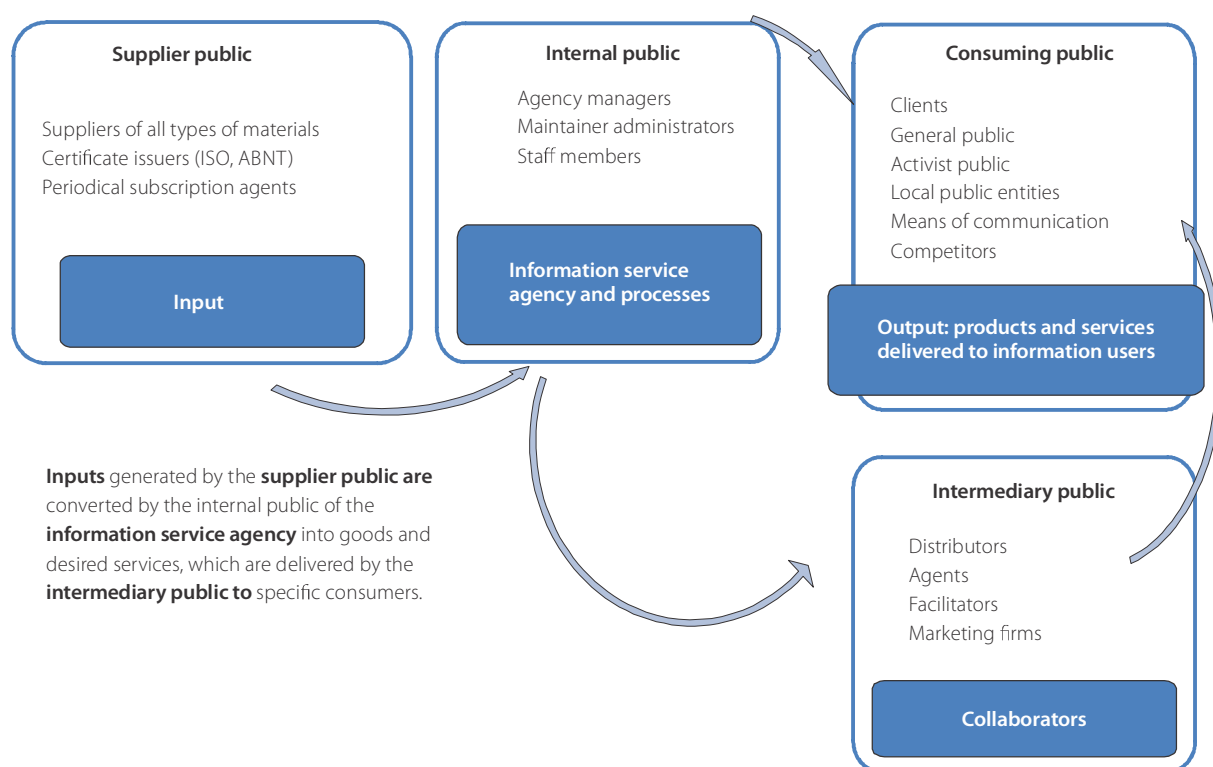 Supplier public
Suppliers of all types of materials
Certificate issuers (ISO, ABNT)
Periodical subscription agents
Input
Internal public
Agency managers
Maintainer administrators
Staff members
Information service
agency and processes
Consuming public
Clients
General public
Activist public
Local public entities
Means of communication
Competitors
Output: products and services
delivered to information users
Inputs generated by the supplier public are
converted by the internal public of the
information service agency into goods and
desired services, which are delivered by the
intermediary public to specific consumers.
Intermediary public
Distributors
Agents
Facilitators
Marketing firms
Collaborators